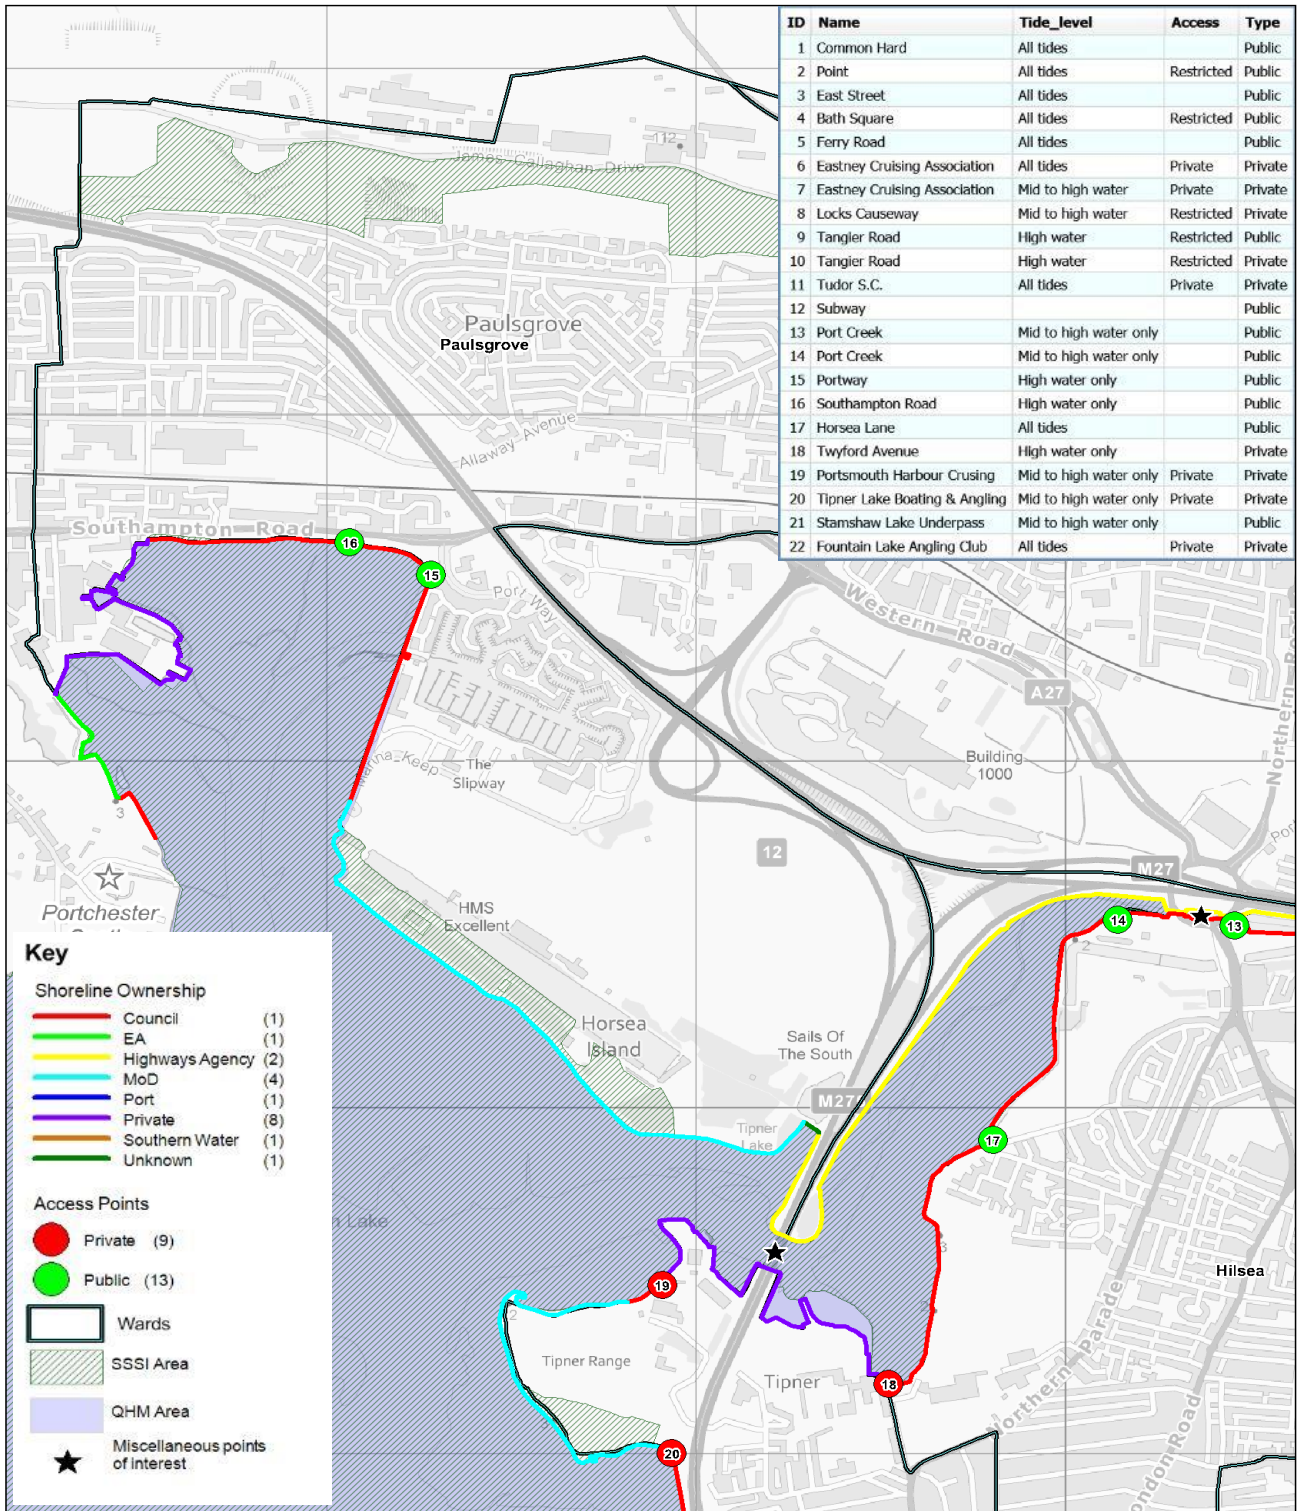 ID Name Tide_level Access Type
1 Common Hard All tides Public
2 Point All tides Restricted Public
3 East Street All tides Public
4 Bath Square All tides Restricted Public
5 Ferry Road All tides Public
6 Eastney Cruising Association All tides Private Private
7 Eastney Cruising Association Mid to high water Private Private
8 Locks Causeway Mid to high water Restricted Private
9 Tangier Road High water Restricted Public
10 Tangier Road High water Restricted Private
11 Tudor S.C. All tides Private Private
12 Subway Public
13 Port Creek Mid to high water only Public
14 Port Creek Mid to high water only Public
15 Portway High water only Public
16 Southampton Road High water only Public
17 Horsea Lane All tides Public
18 Twyford Avenue High water only Private
19 Portsmouth Harbour Crusing Mid to high water only Private Private
20 Tipner Lake Boating & Angling Mid to high water only Private Private
21 Stamshaw Lake Underpass Mid to high water only Public
22 Fountain Lake Angling Club All tides Private Private
112
James Callaghan Drive
Paulsgrove
Paulsgrove
Allaway Avenue
Southampton Road
16
15
Port Way
Western Road
A27
Northern
Building
1000
Marina Keep
The
Slipway
3
12
M27
Portchester
HMS
Excellent
14
13
2
Horsea
Island
Sails Of
The South
M27
Tipner
Lake
17
Lake
3
Hilsea
19
2
2
Tipner Range
Tipner
18
Northern Parade
London Road
3
20
Key
Shoreline Ownership
Council (1)
EA (1)
Highways Agency (2)
MoD (4)
Port (1)
Private (8)
Southern Water (1)
Unknown (1)
Access Points
Private (9)
Public (13)
Wards
SSSI Area
QHM Area
Miscellaneous points
of interest